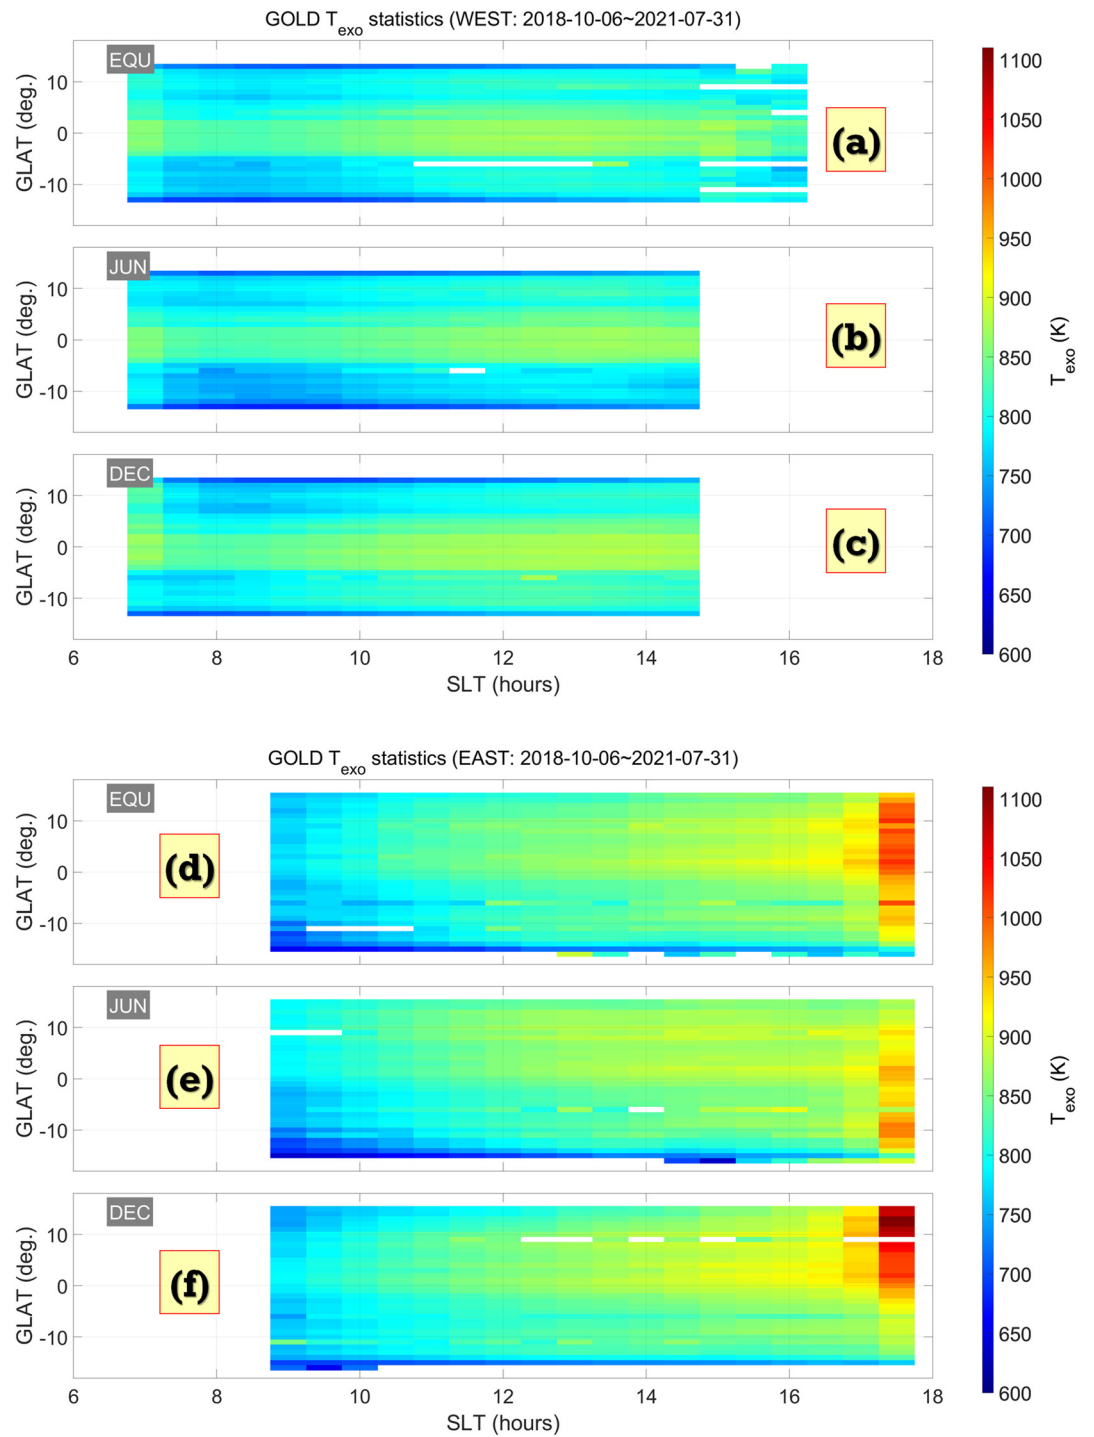 GOLD Texo statistics (WEST: 2018-10-06~2021-07-31)
EQU
GLAT (deg.)
10
0
-10
(a)
JUN
GLAT (deg.)
10
0
-10
(b)
DEC
GLAT (deg.)
10
0
-10
(c)
6 8 10 12 14 16 18
SLT (hours)
1100
1050
1000
950
900
850
800
750
700
650
600
Texo (K)
GOLD Texo statistics (EAST: 2018-10-06~2021-07-31)
EQU
GLAT (deg.)
10
0
-10
(d)
JUN
GLAT (deg.)
10
0
-10
(e)
DEC
GLAT (deg.)
10
0
-10
(f)
6 8 10 12 14 16 18
SLT (hours)
1100
1050
1000
950
900
850
800
750
700
650
600
Texo (K)